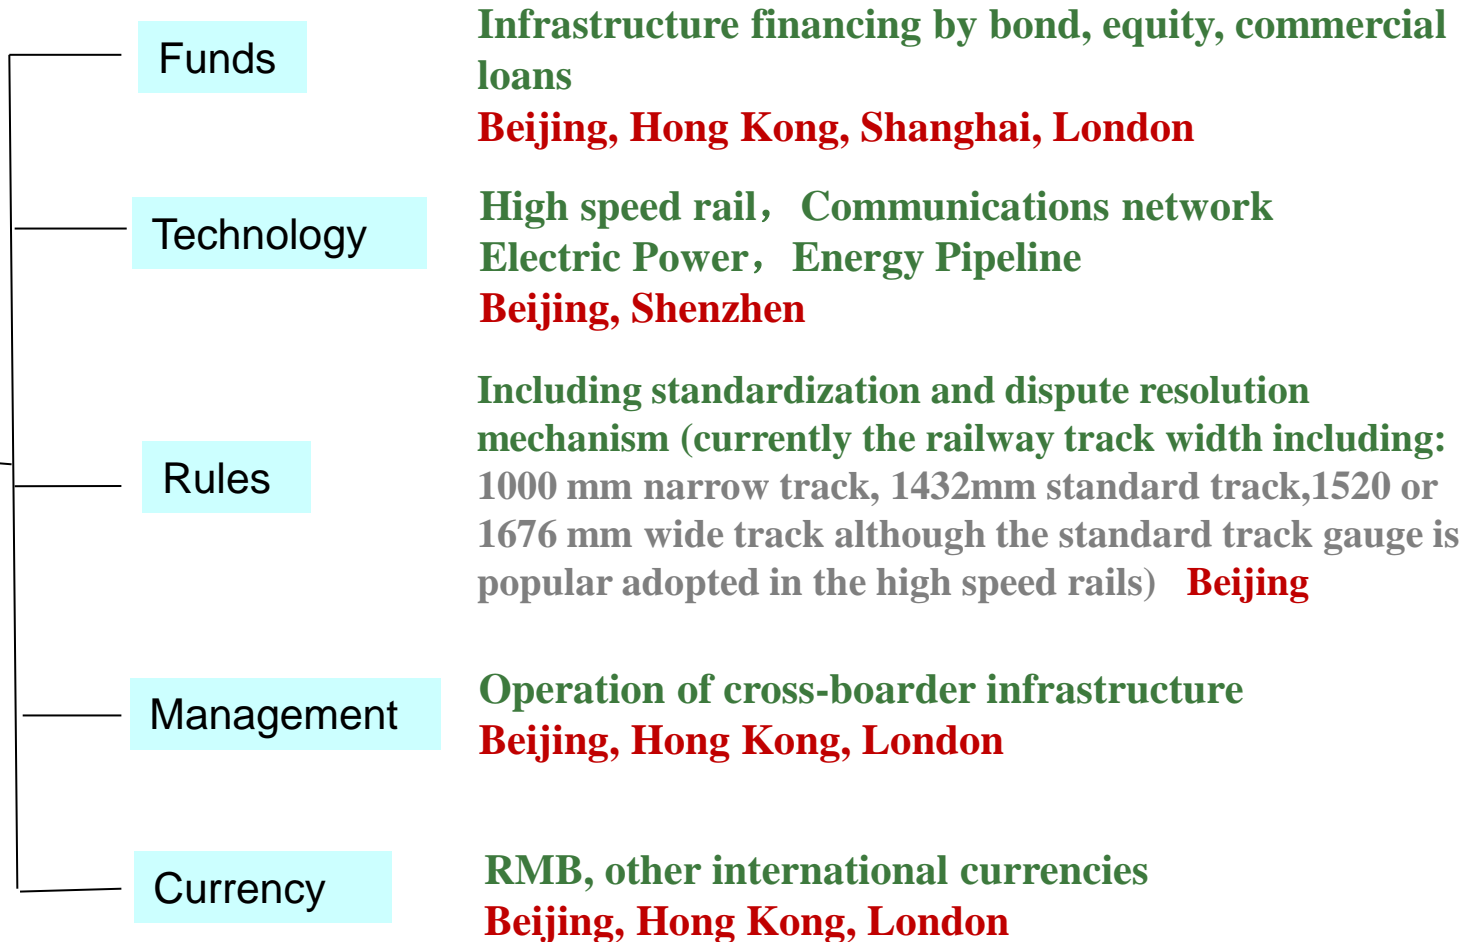 Funds
Infrastructure financing by bond, equity, commercial
loans
Beijing, Hong Kong, Shanghai, London
Technology
High speed rail，Communications network
Electric Power，Energy Pipeline
Beijing, Shenzhen
Rules
Including standardization and dispute resolution
mechanism (currently the railway track width including:
1000 mm narrow track, 1432mm standard track,1520 or
1676 mm wide track although the standard track gauge is
popular adopted in the high speed rails) Beijing
Management
Operation of cross-boarder infrastructure
Beijing, Hong Kong, London
Currency
RMB, other international currencies
Beijing, Hong Kong, London